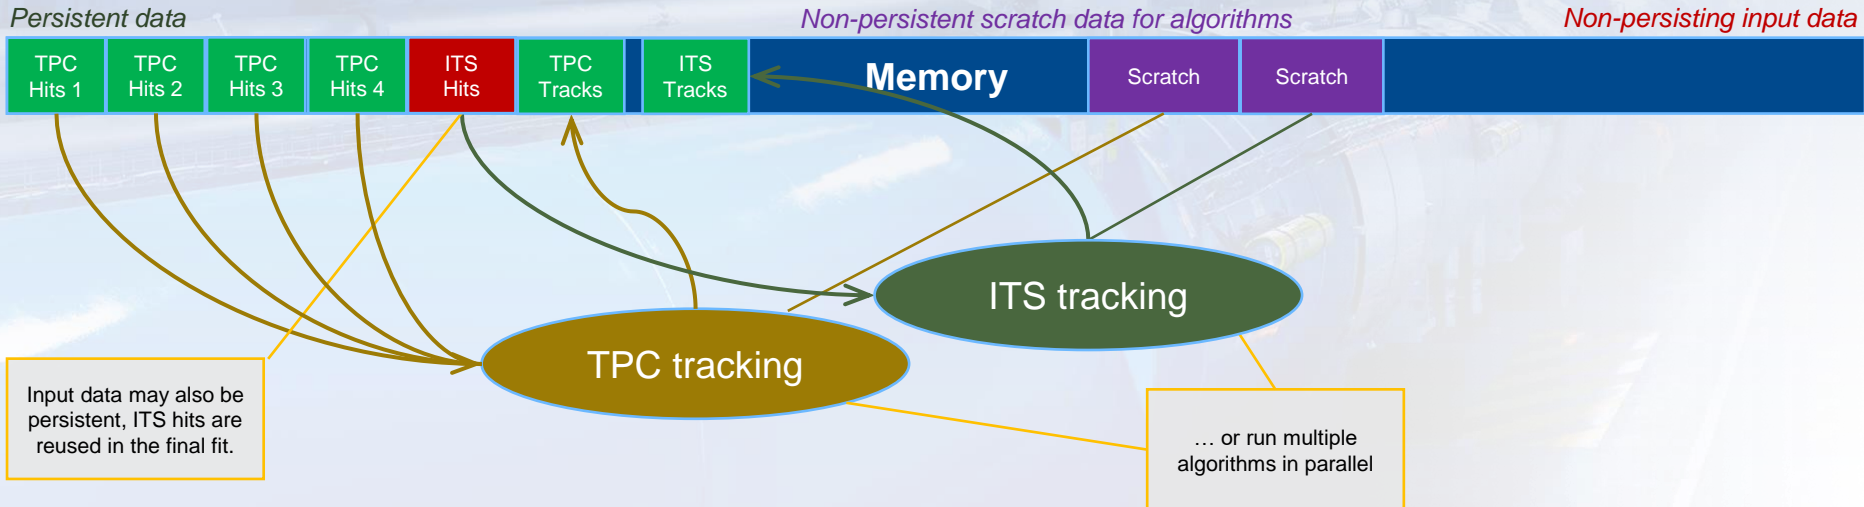 Persistent data
Non-persistent scratch data for algorithms
Non-persisting input data
TPC
Hits 1
TPC
Hits 2
TPC
Hits 3
TPC
Hits 4
ITS
Hits
TPC
Tracks
ITS
Tracks
Memory
Scratch
Scratch
ITS tracking
TPC tracking
Input data may also be
persistent, ITS hits are
reused in the final fit.
… or run multiple
algorithms in parallel